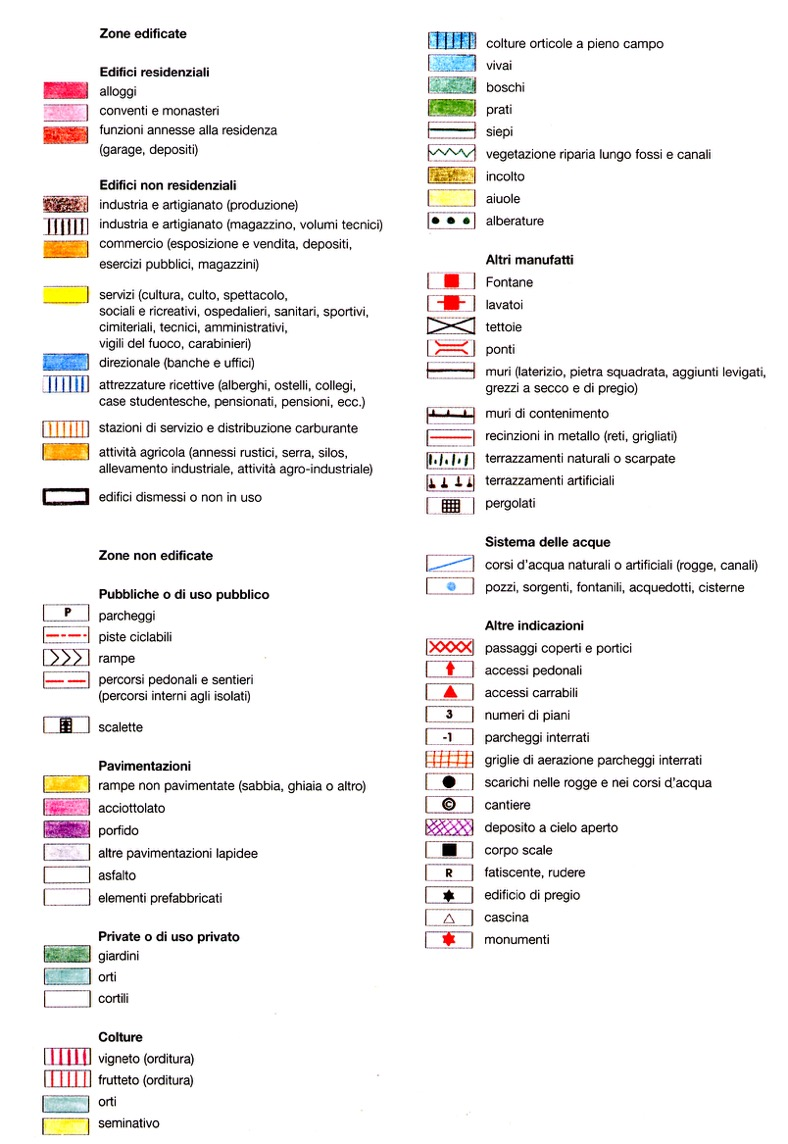 Zone edificate
Edifici residenziali
alloggi
conventi e monasteri
funzioni annesse alla residenza
(garage, depositi)
Edifici non residenziali
industria e artigianato (produzione)
industria e artigianato (magazzino, volumi tecnici)
commercio (esposizione e vendita, depositi,
esercizi pubblici, magazzini)
servizi (cultura, culto, spettacolo,
sociali e ricreativi, ospedalieri, sanitari, sportivi,
cimiteriali, tecnici, amministrativi,
vigili del fuoco, carabinieri)
direzionale (banche e uffici)
attrezzature ricettive (alberghi, ostelli, collegi,
case studentesche, pensionati, pensioni, ecc.)
stazioni di servizio e distribuzione carburante
attività agricola (annessi rustici, serra, silos,
allevamento industriale, attività agro-industriale)
edifici dismessi o non in uso
Zone non edificate
Pubbliche o di uso pubblico
P parcheggi
piste ciclabili
rampe
percorsi pedonali e sentieri
(percorsi interni agli isolati)
scalette
Pavimentazioni
rampe non pavimentate (sabbia, ghiaia o altro)
acciottolato
porfido
altre pavimentazioni lapidee
asfalto
elementi prefabbricati
Private o di uso privato
giardini
orti
cortili
Colture
vigneto (orditura)
frutteto (orditura)
orti
seminativo
colture orticole a pieno campo
vivai
boschi
prati
siepi
vegetazione riparia lungo fossi e canali
incolto
aiuole
alberature
Altri manufatti
Fontane
lavatoi
tettoie
ponti
muri (laterizio, pietra squadrata, aggiunti levigati,
grezzi a secco e di pregio)
muri di contenimento
recinzioni in metallo (reti, grigliati)
terrazzamenti naturali o scarpate
terrazzamenti artificiali
pergolati
Sistema delle acque
corsi d'acqua naturali o artificiali (rogge, canali)
pozzi, sorgenti, fontanili, acquedotti, cisterne
Altre indicazioni
passaggi coperti e portici
accessi pedonali
accessi carrabili
3 numeri di piani
-1 parcheggi interrati
griglie di aerazione parcheggi interrati
scarichi nelle rogge e nei corsi d'acqua
© cantiere
deposito a cielo aperto
corpo scale
R fatiscente, rudere
edificio di pregio
cascina
monumenti